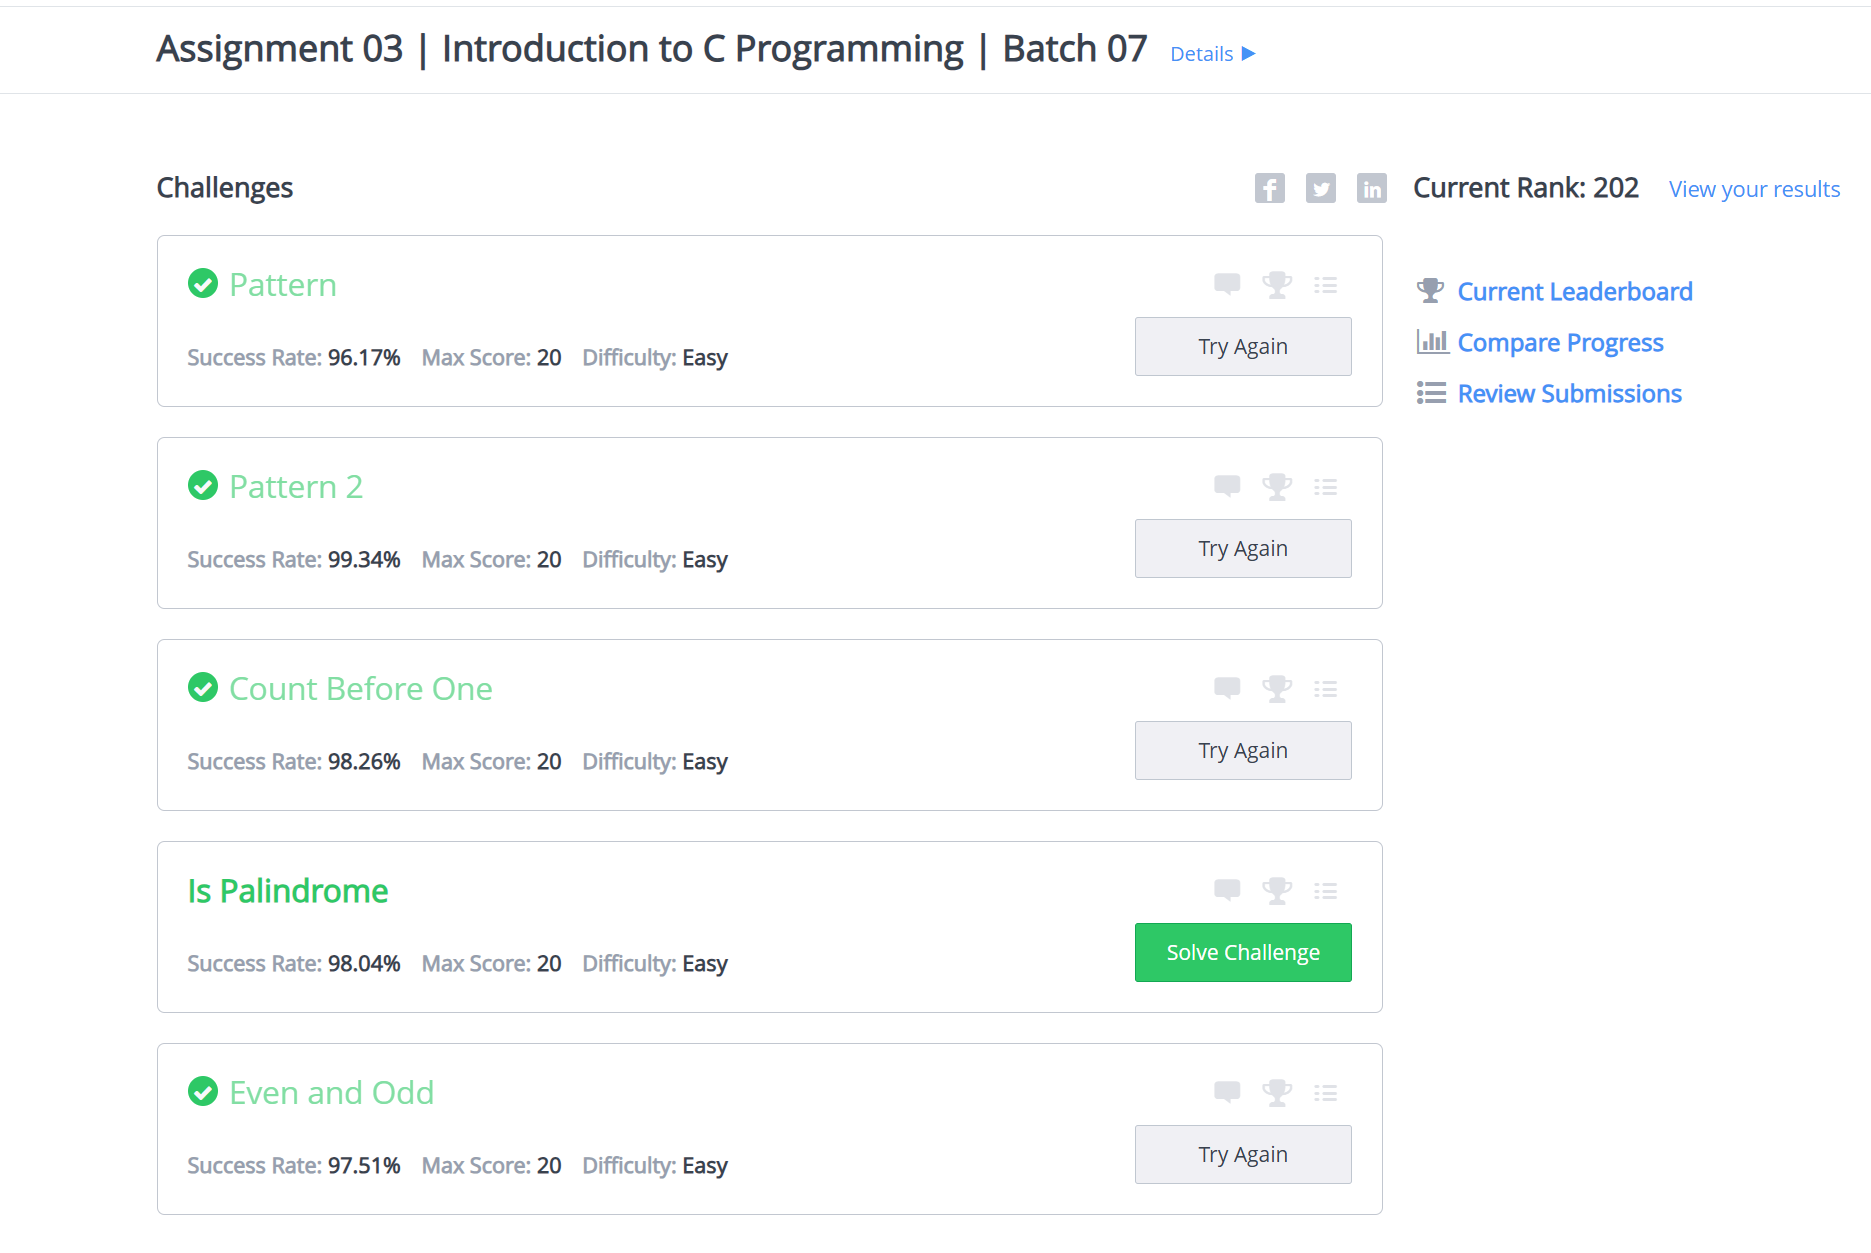 Assignment 03 | Introduction to C Programming | Batch 07 Details
Challenges
Current Rank: 202 View your results
Pattern
Success Rate: 96.17% Max Score: 20 Difficulty: Easy
Try Again
Current Leaderboard
Compare Progress
Review Submissions
Pattern 2
Success Rate: 99.34% Max Score: 20 Difficulty: Easy
Try Again
Count Before One
Success Rate: 98.26% Max Score: 20 Difficulty: Easy
Try Again
Is Palindrome
Success Rate: 98.04% Max Score: 20 Difficulty: Easy
Solve Challenge
Even and Odd
Success Rate: 97.51% Max Score: 20 Difficulty: Easy
Try Again